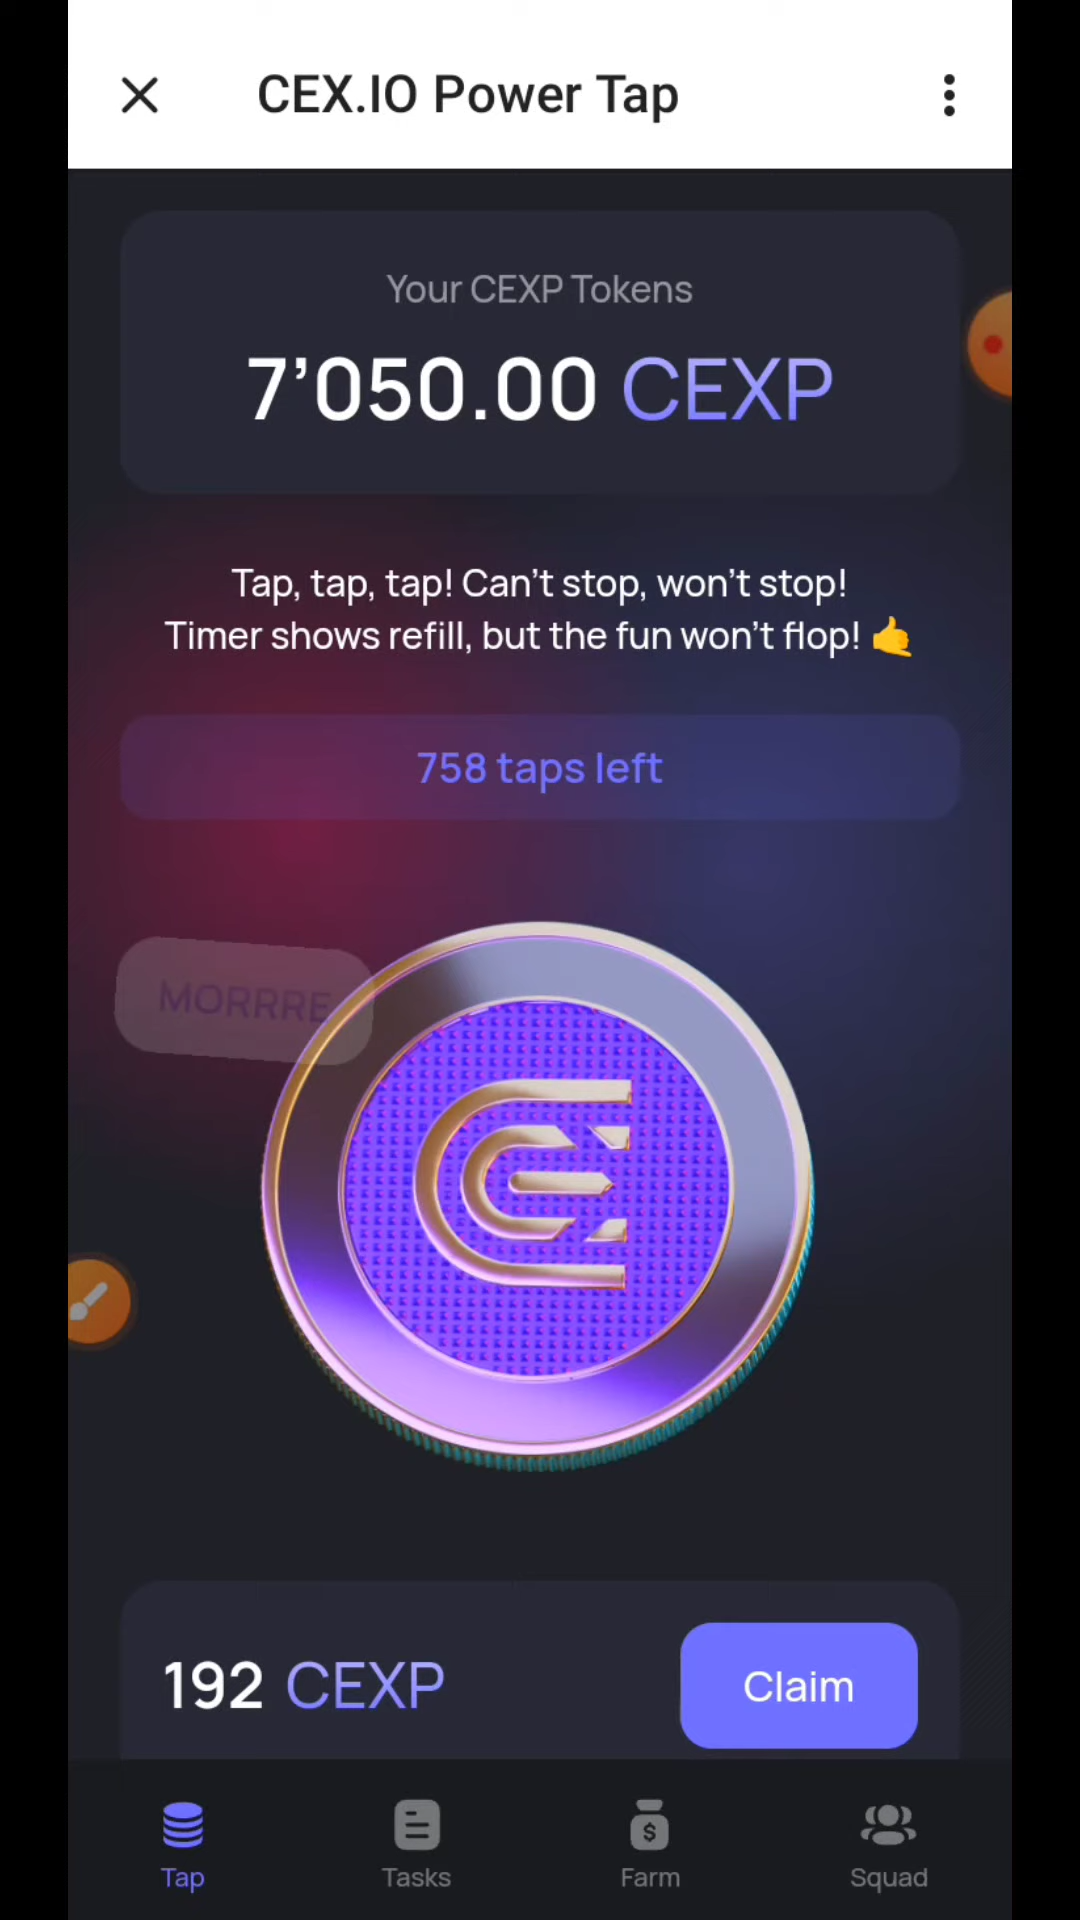 CEX.IO Power Tap
Your CEXP Tokens
7’050.00 CEXP
Tap, tap, tap! Can’t stop, won’t stop!
Timer shows refill, but the fun won’t flop! 🤙
758 taps left
MORRRE
192 CEXP
Claim
Tap
Tasks
Farm
Squad